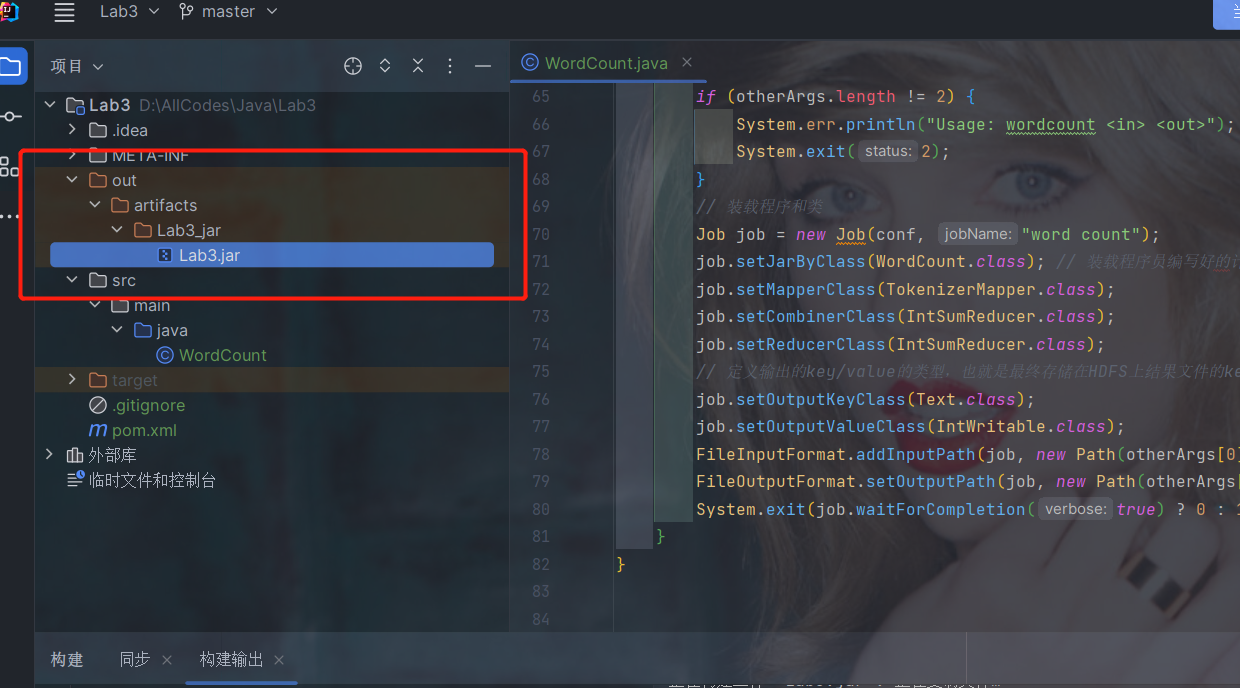 Lab3 master
项目
Lab3 D:\AllCodes\Java\Lab3
.idea
META-INF
out
artifacts
Lab3_jar
Lab3.jar
src
main
java
WordCount
target
.gitignore
pom.xml
外部库
临时文件和控制台
WordCount.java
65 if (otherArgs.length != 2) {
66 System.err.println("Usage: wordcount <in> <out>");
67 System.exit( status: 2);
68 }
69 // 装载程序和类
70 Job job = new Job(conf, jobName: "word count");
71 job.setJarByClass(WordCount.class); // 装载程序员编写好的
72 job.setMapperClass(TokenizerMapper.class);
73 job.setCombinerClass(IntSumReducer.class);
74 job.setReducerClass(IntSumReducer.class);
75 // 定义输出的key/value的类型，也就是最终存储在HDFS上结果文件的ke
76 job.setOutputKeyClass(Text.class);
77 job.setOutputValueClass(IntWritable.class);
78 FileInputFormat.addInputPath(job, new Path(otherArgs[0]
79 FileOutputFormat.setOutputPath(job, new Path(otherArgs[
80 System.exit(job.waitForCompletion( verbose: true) ? 0 : 1
81 }
82 }
83
84
构建 同步 构建输出